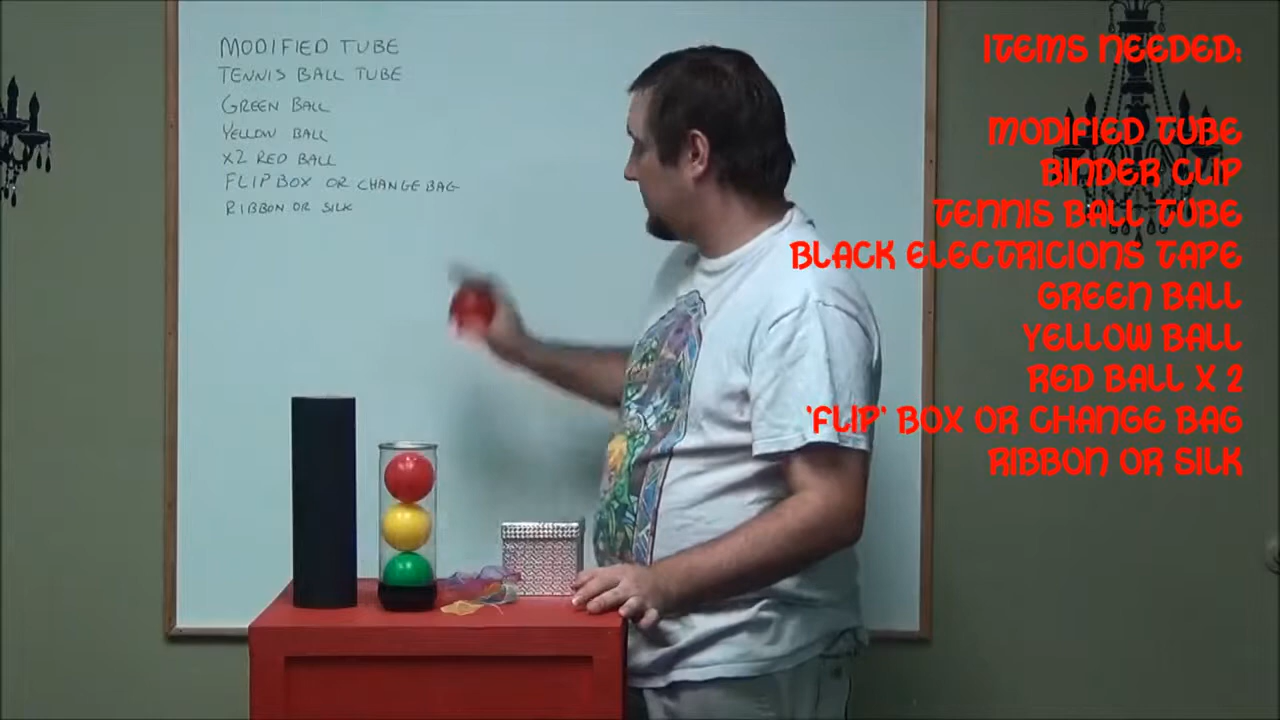 MODIFIED TUBE
TENNIS BALL TUBE
GREEN BALL
YELLOW BALL
X2 RED BALL
FLIP BOX OR CHANGE BAG
RIBBON OR SILK
ITEMS NEEDED:
MODIFIED TUBE
BINDER CLIP
TENNIS BALL TUBE
BLACK ELECTRICIONS TAPE
GREEN BALL
YELLOW BALL
RED BALL X 2
'FLIP' BOX OR CHANGE BAG
RIBBON OR SILK